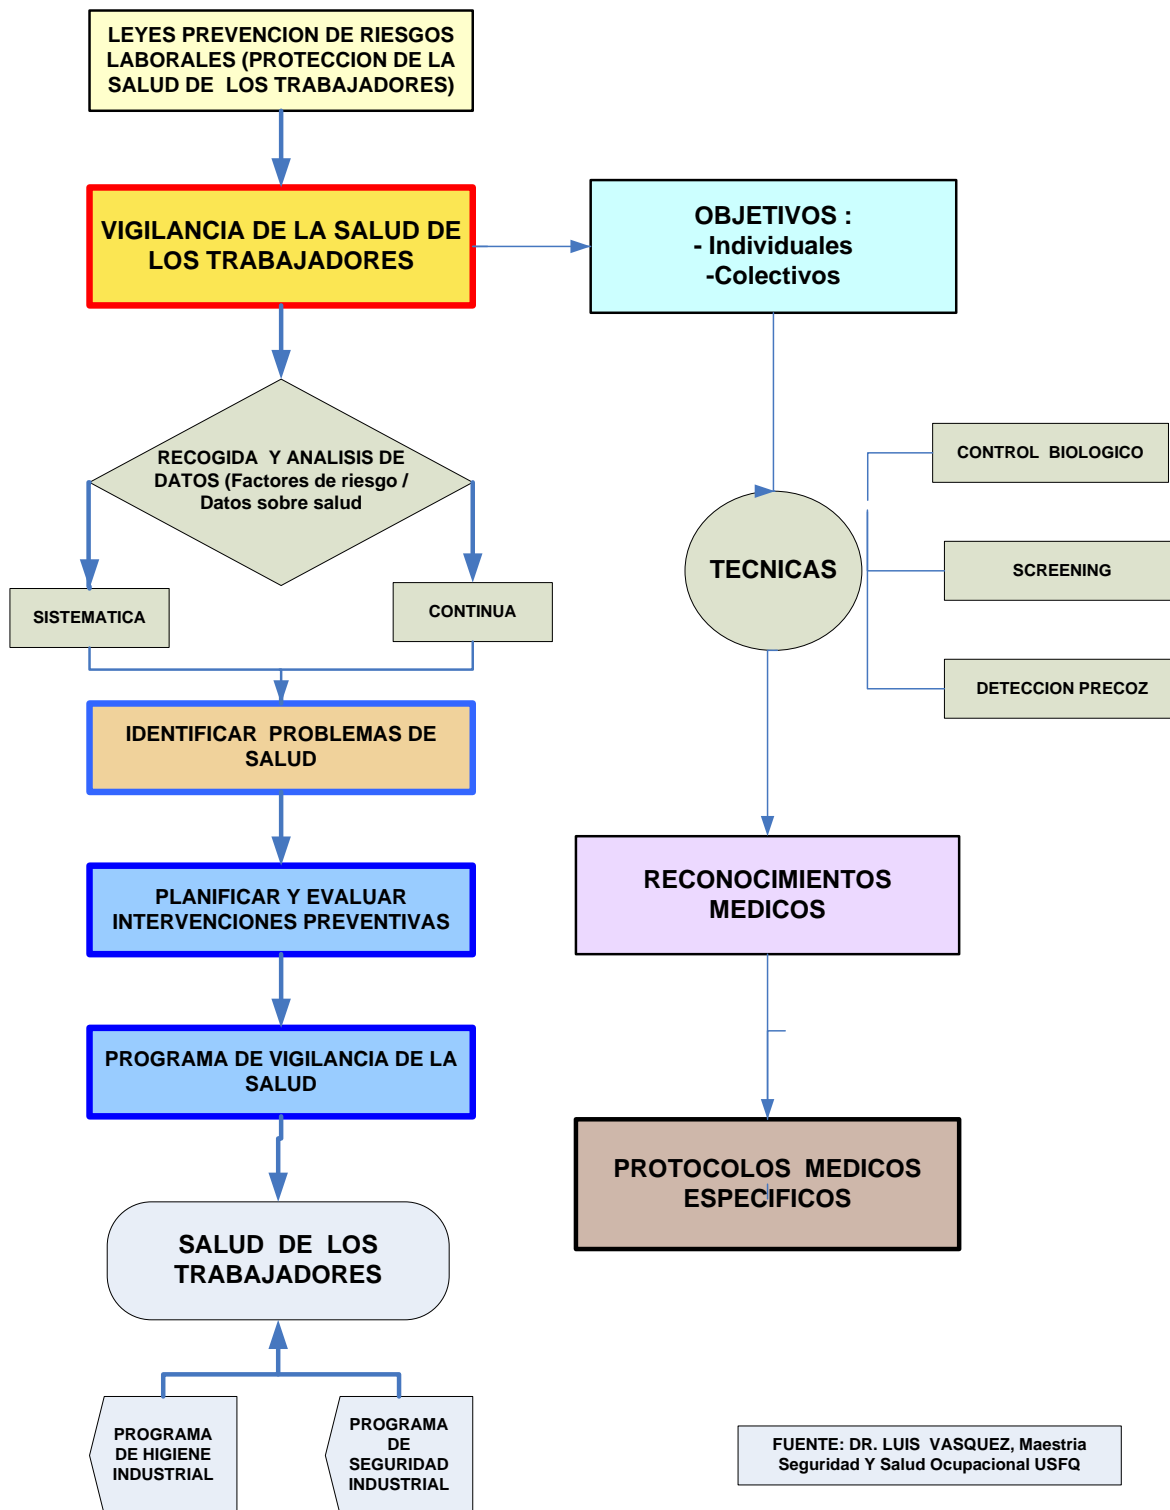 LEYES PREVENCION DE RIESGOS
LABORALES (PROTECCION DE LA
SALUD DE LOS TRABAJADORES)
VIGILANCIA DE LA SALUD DE
LOS TRABAJADORES
OBJETIVOS :
- Individuales
-Colectivos
RECOGIDA Y ANALISIS DE
DATOS (Factores de riesgo /
Datos sobre salud
CONTROL BIOLOGICO
TECNICAS
SCREENING
DETECCION PRECOZ
SISTEMATICA
CONTINUA
IDENTIFICAR PROBLEMAS DE
SALUD
PLANIFICAR Y EVALUAR
INTERVENCIONES PREVENTIVAS
RECONOCIMIENTOS
MEDICOS
PROGRAMA DE VIGILANCIA DE LA
SALUD
PROTOCOLOS MEDICOS
ESPECIFICOS
SALUD DE LOS
TRABAJADORES
PROGRAMA
DE HIGIENE
INDUSTRIAL
PROGRAMA
DE
SEGURIDAD
INDUSTRIAL
FUENTE: DR. LUIS VASQUEZ, Maestria
Seguridad Y Salud Ocupacional USFQ